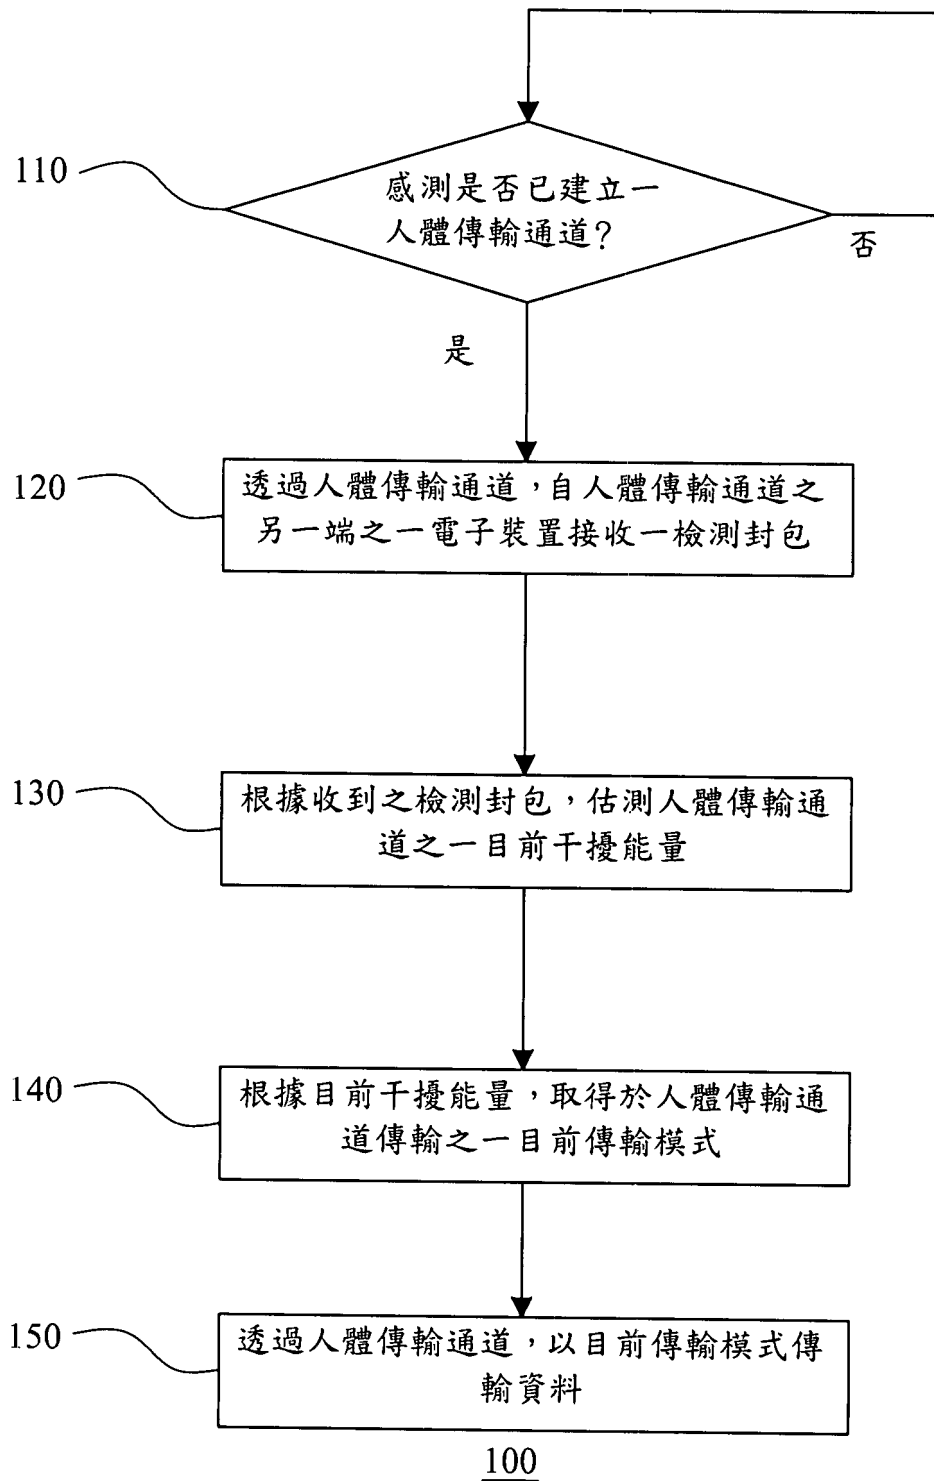 110
感測是否已建立一
人體傳輸通道?
否
是
120
透過人體傳輸通道，自人體傳輸通道之
另一端之一電子裝置接收一檢測封包
130
根據收到之檢測封包，估測人體傳輸通
道之一目前干擾能量
140
根據目前干擾能量，取得於人體傳輸通
道傳輸之一目前傳輸模式
150
透過人體傳輸通道，以目前傳輸模式傳
輸資料
100